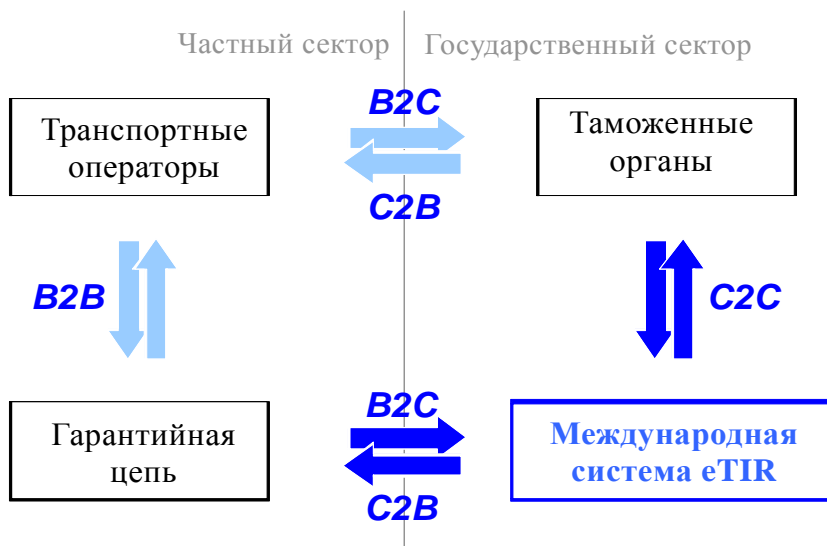 Частный сектор
Государственный сектор
B2C
Транспортные
операторы
Таможенные
органы
C2B
B2B
C2C
B2C
Гарантийная
цепь
Международная
система eTIR
C2B